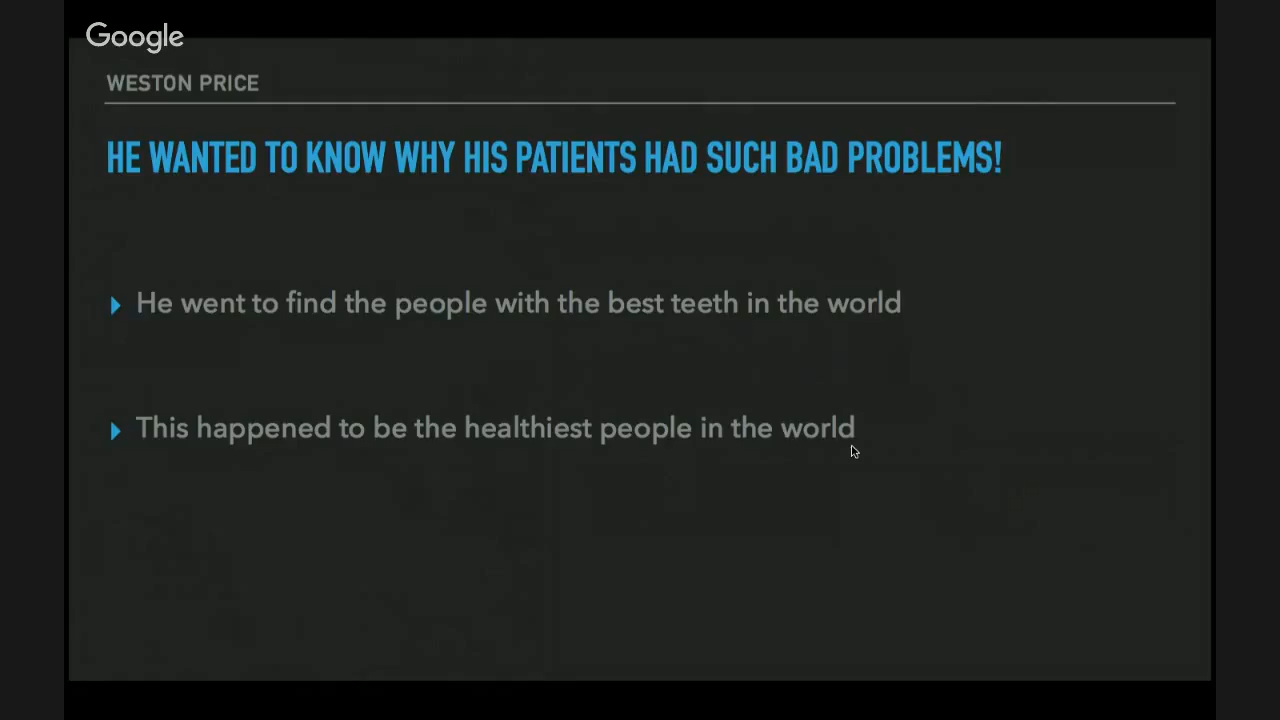 Google
WESTON PRICE
HE WANTED TO KNOW WHY HIS PATIENTS HAD SUCH BAD PROBLEMS!
He went to find the people with the best teeth in the world
This happened to be the healthiest people in the world